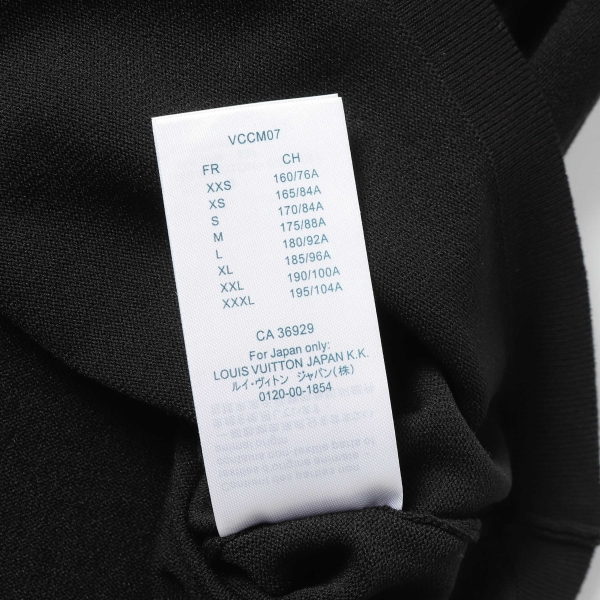 VCCM07
FR CH
XXS 160/76A
XS 165/84A
S 170/84A
M 175/88A
L 180/92A
XL 185/96A
XXL 190/100A
XXXL 195/104A
CA 36929
For Japan only:
LOUIS VUITTON JAPAN K.K.
ルイ・ヴィトン ジャパン(株)
0120-00-1854